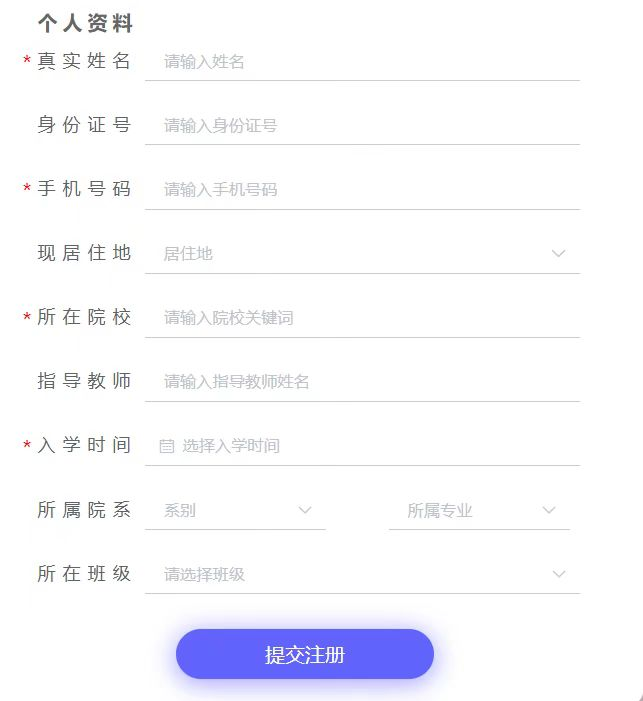 个人资料
* 真实姓名 请输入姓名
身份证号 请输入身份证号
* 手机号码 请输入手机号码
现居住地 居住地
* 所在院校 请输入院校关键词
指导教师 请输入指导教师姓名
* 入学时间 选择入学时间
所属院系 系别 所属专业
所在班级 请选择班级
提交注册